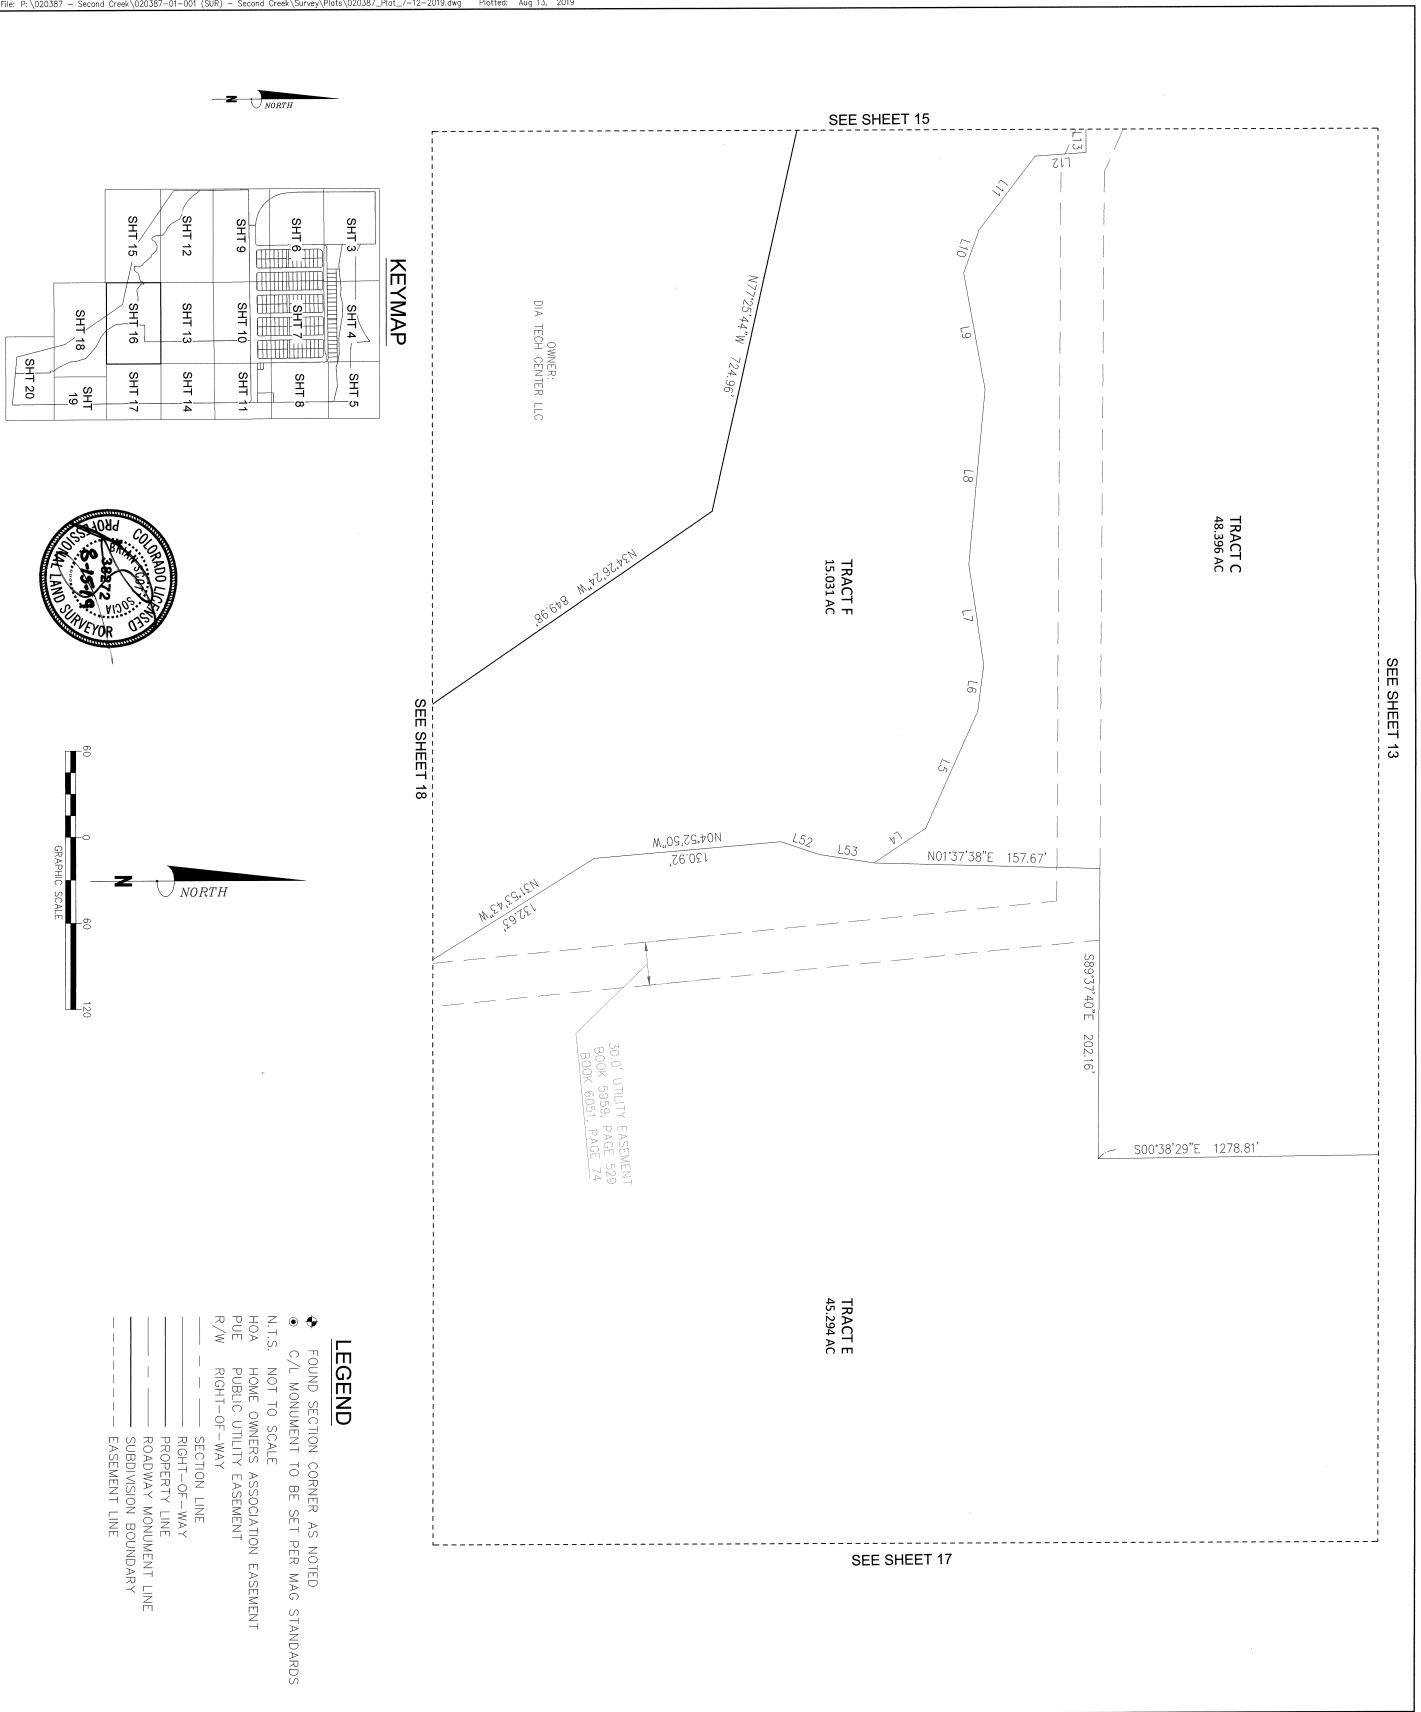 File: P:\020387 - Second Creek\020387-01-001 (SUR) - Second Creek\Survey\Plats\020387_Plat_7-12-2019.dwg Plotted: Aug 13, 2019
SEE SHEET 15
SEE SHEET 13
SEE SHEET 18
SEE SHEET 17
TRACT C
48.396 AC
TRACT F
15.031 AC
TRACT E
45.294 AC
OWNER:
DIA TECH CENTER LLC
N77°25'44"W 724.96'
N34°26'24"W 849.98'
L13
L12
L11
L10
L9
L8
L7
L6
L5
L4
L53
L52
N01°37'38"E 157.67'
N04°52'50"W
130.92'
N31°53'43"W
132.63'
S89°37'40"E 202.16'
S00°38'29"E 1278.81'
30.0' UTILITY EASEMENT
BOOK 5959, PAGE 529
BOOK 6051, PAGE 74
N
NORTH
KEYMAP
SHT 3
SHT 4
SHT 5
SHT 6
SHT 7
SHT 8
SHT 9
SHT 10
SHT 11
SHT 12
SHT 13
SHT 14
SHT 15
SHT 16
SHT 17
SHT 18
SHT
19
SHT 20
COLORADO LICENSED
BRIAN SCOTT SOCIA
38272
8-15-19
PROFESSIONAL LAND SURVEYOR
N
NORTH
60 0 60 120
GRAPHIC SCALE
LEGEND
FOUND SECTION CORNER AS NOTED
C/L MONUMENT TO BE SET PER MAG STANDARDS
N.T.S. NOT TO SCALE
HOA HOME OWNERS ASSOCIATION EASEMENT
PUE PUBLIC UTILITY EASEMENT
R/W RIGHT-OF-WAY
SECTION LINE
RIGHT-OF-WAY
PROPERTY LINE
ROADWAY MONUMENT LINE
SUBDIVISION BOUNDARY
EASEMENT LINE